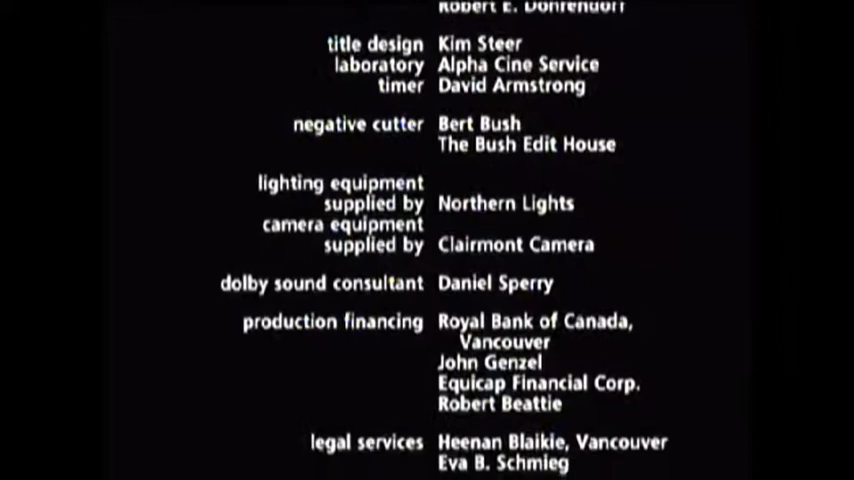 Robert E. Dohrendorf
title design Kim Steer
laboratory Alpha Cine Service
timer David Armstrong
negative cutter Bert Bush
The Bush Edit House
lighting equipment
supplied by Northern Lights
camera equipment
supplied by Clairmont Camera
dolby sound consultant Daniel Sperry
production financing Royal Bank of Canada,
Vancouver
John Genzel
Equicap Financial Corp.
Robert Beattie
legal services Heenan Blaikie, Vancouver
Eva B. Schmieg